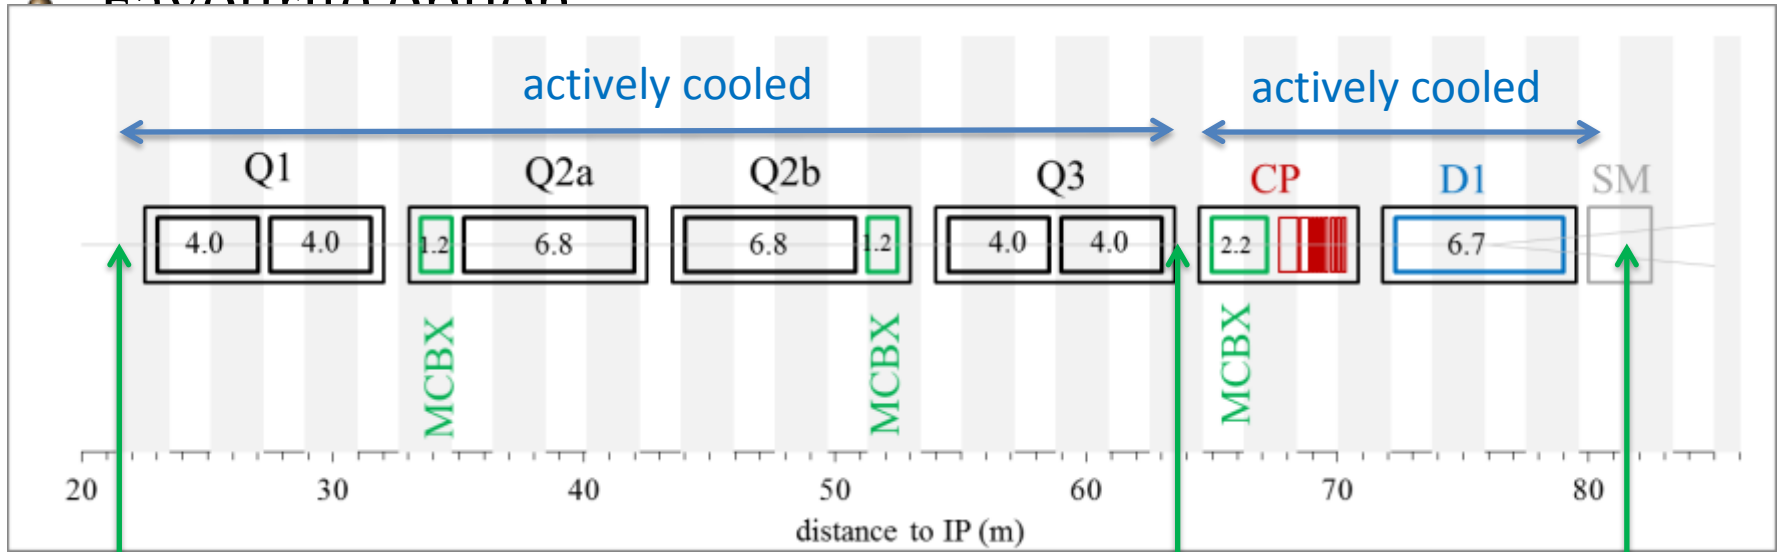 Favourite option
actively cooled actively cooled
Q1 Q2a Q2b Q3 CP D1 SM
4.0 4.0 1.2 6.8 6.8 1.2 4.0 4.0 2.2 6.7
MCBX MCBX MCBX
20 30 40 50 60 70 80
distance to IP (m)